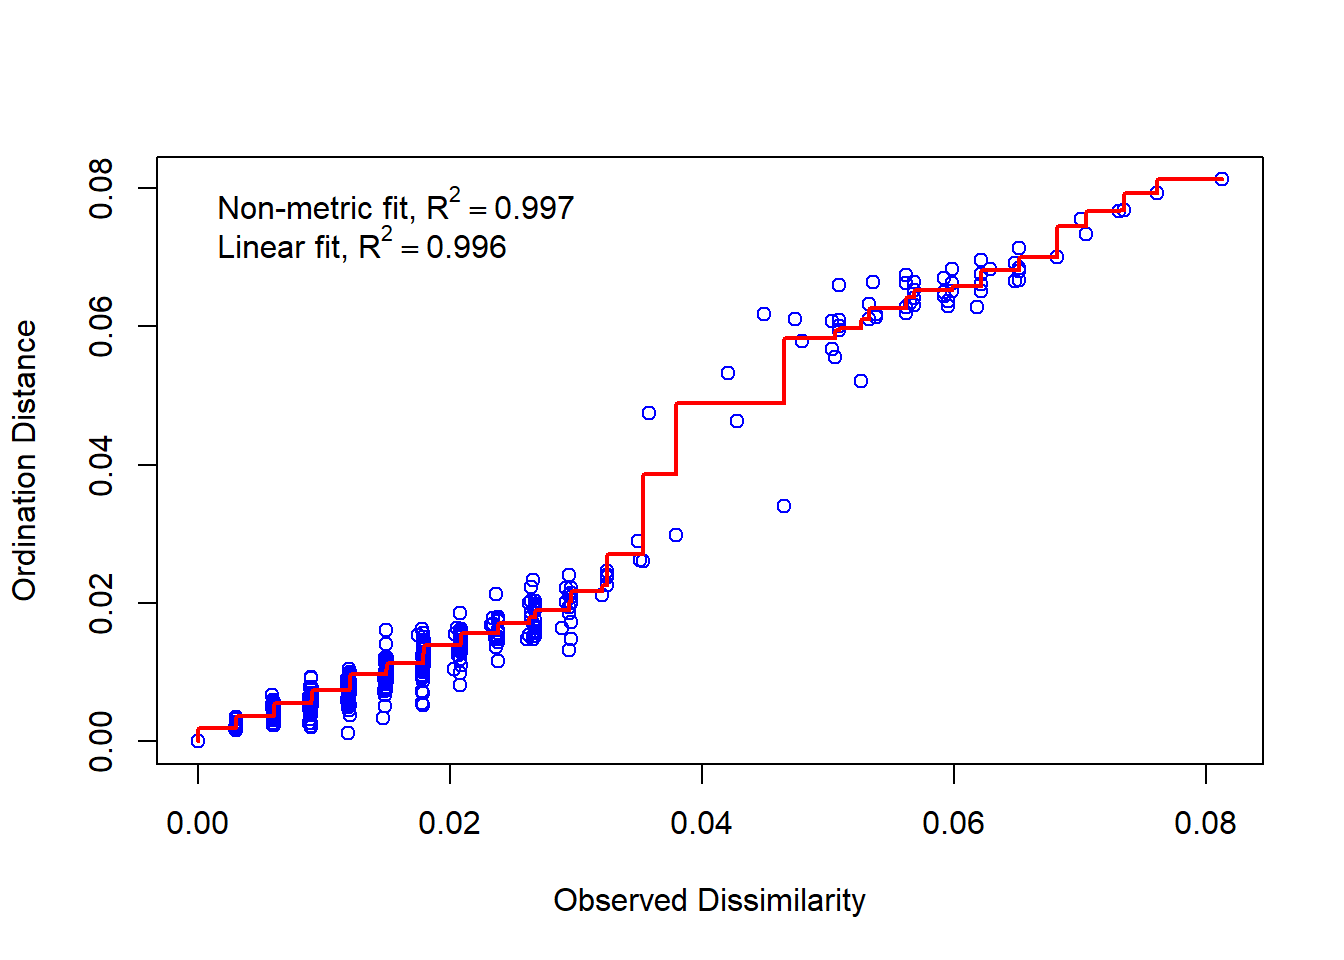 Non-metric fit, R² = 0.997
Linear fit, R² = 0.996
Ordination Distance
0.08
0.06
0.04
0.02
0.00
0.00 0.02 0.04 0.06 0.08
Observed Dissimilarity